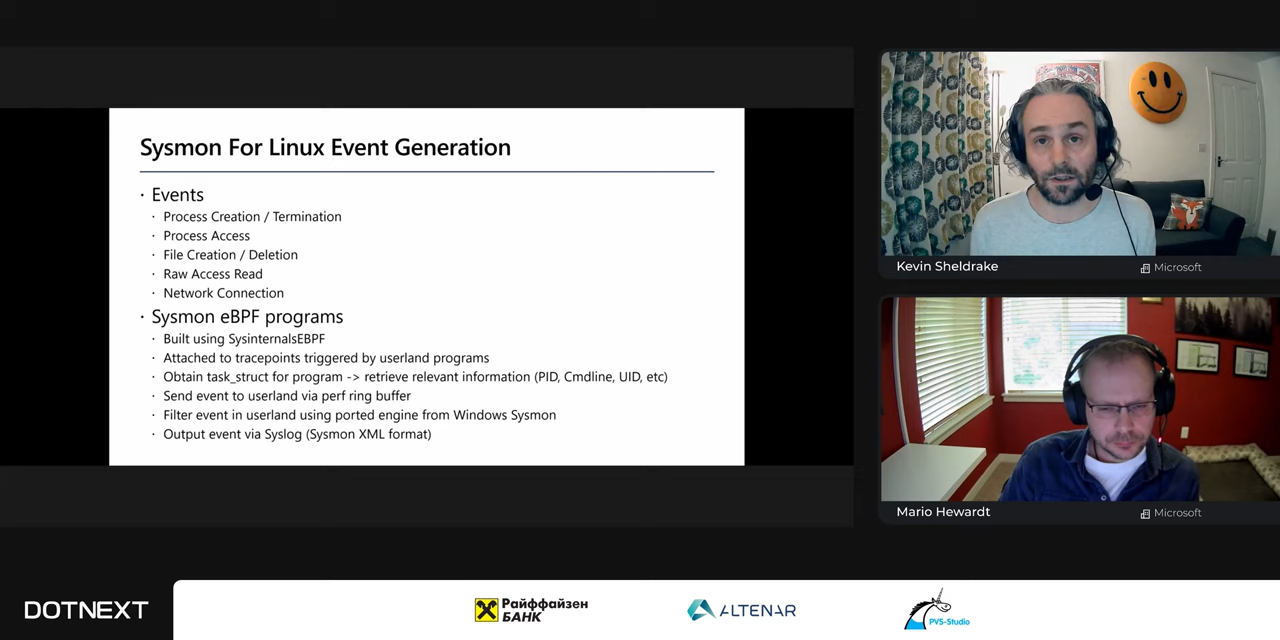 Sysmon For Linux Event Generation
· Events
· Process Creation / Termination
· Process Access
· File Creation / Deletion
· Raw Access Read
· Network Connection
· Sysmon eBPF programs
· Built using SysinternalsEBPF
· Attached to tracepoints triggered by userland programs
· Obtain task_struct for program -> retrieve relevant information (PID, Cmdline, UID, etc)
· Send event to userland via perf ring buffer
· Filter event in userland using ported engine from Windows Sysmon
· Output event via Syslog (Sysmon XML format)
Kevin Sheldrake
Microsoft
Mario Hewardt
Microsoft
DOTNEXT
Райффайзен
БАНК
ALTENAR
PVS-Studio